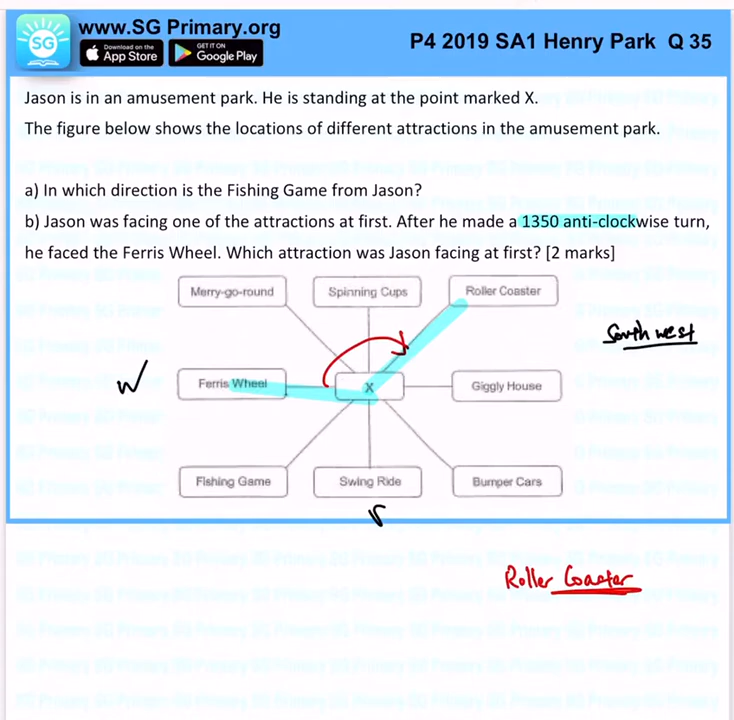 www.SG Primary.org
SG
Download on the
App Store
GET IT ON
Google Play
P4 2019 SA1 Henry Park Q 35
Jason is in an amusement park. He is standing at the point marked X.
The figure below shows the locations of different attractions in the amusement park.
a) In which direction is the Fishing Game from Jason?
b) Jason was facing one of the attractions at first. After he made a 1350 anti-clockwise turn,
he faced the Ferris Wheel. Which attraction was Jason facing at first? [2 marks]
Merry-go-round Spinning Cups Roller Coaster
South west
W Ferris Wheel X Giggly House
Fishing Game Swing Ride Bumper Cars
Roller Coaster